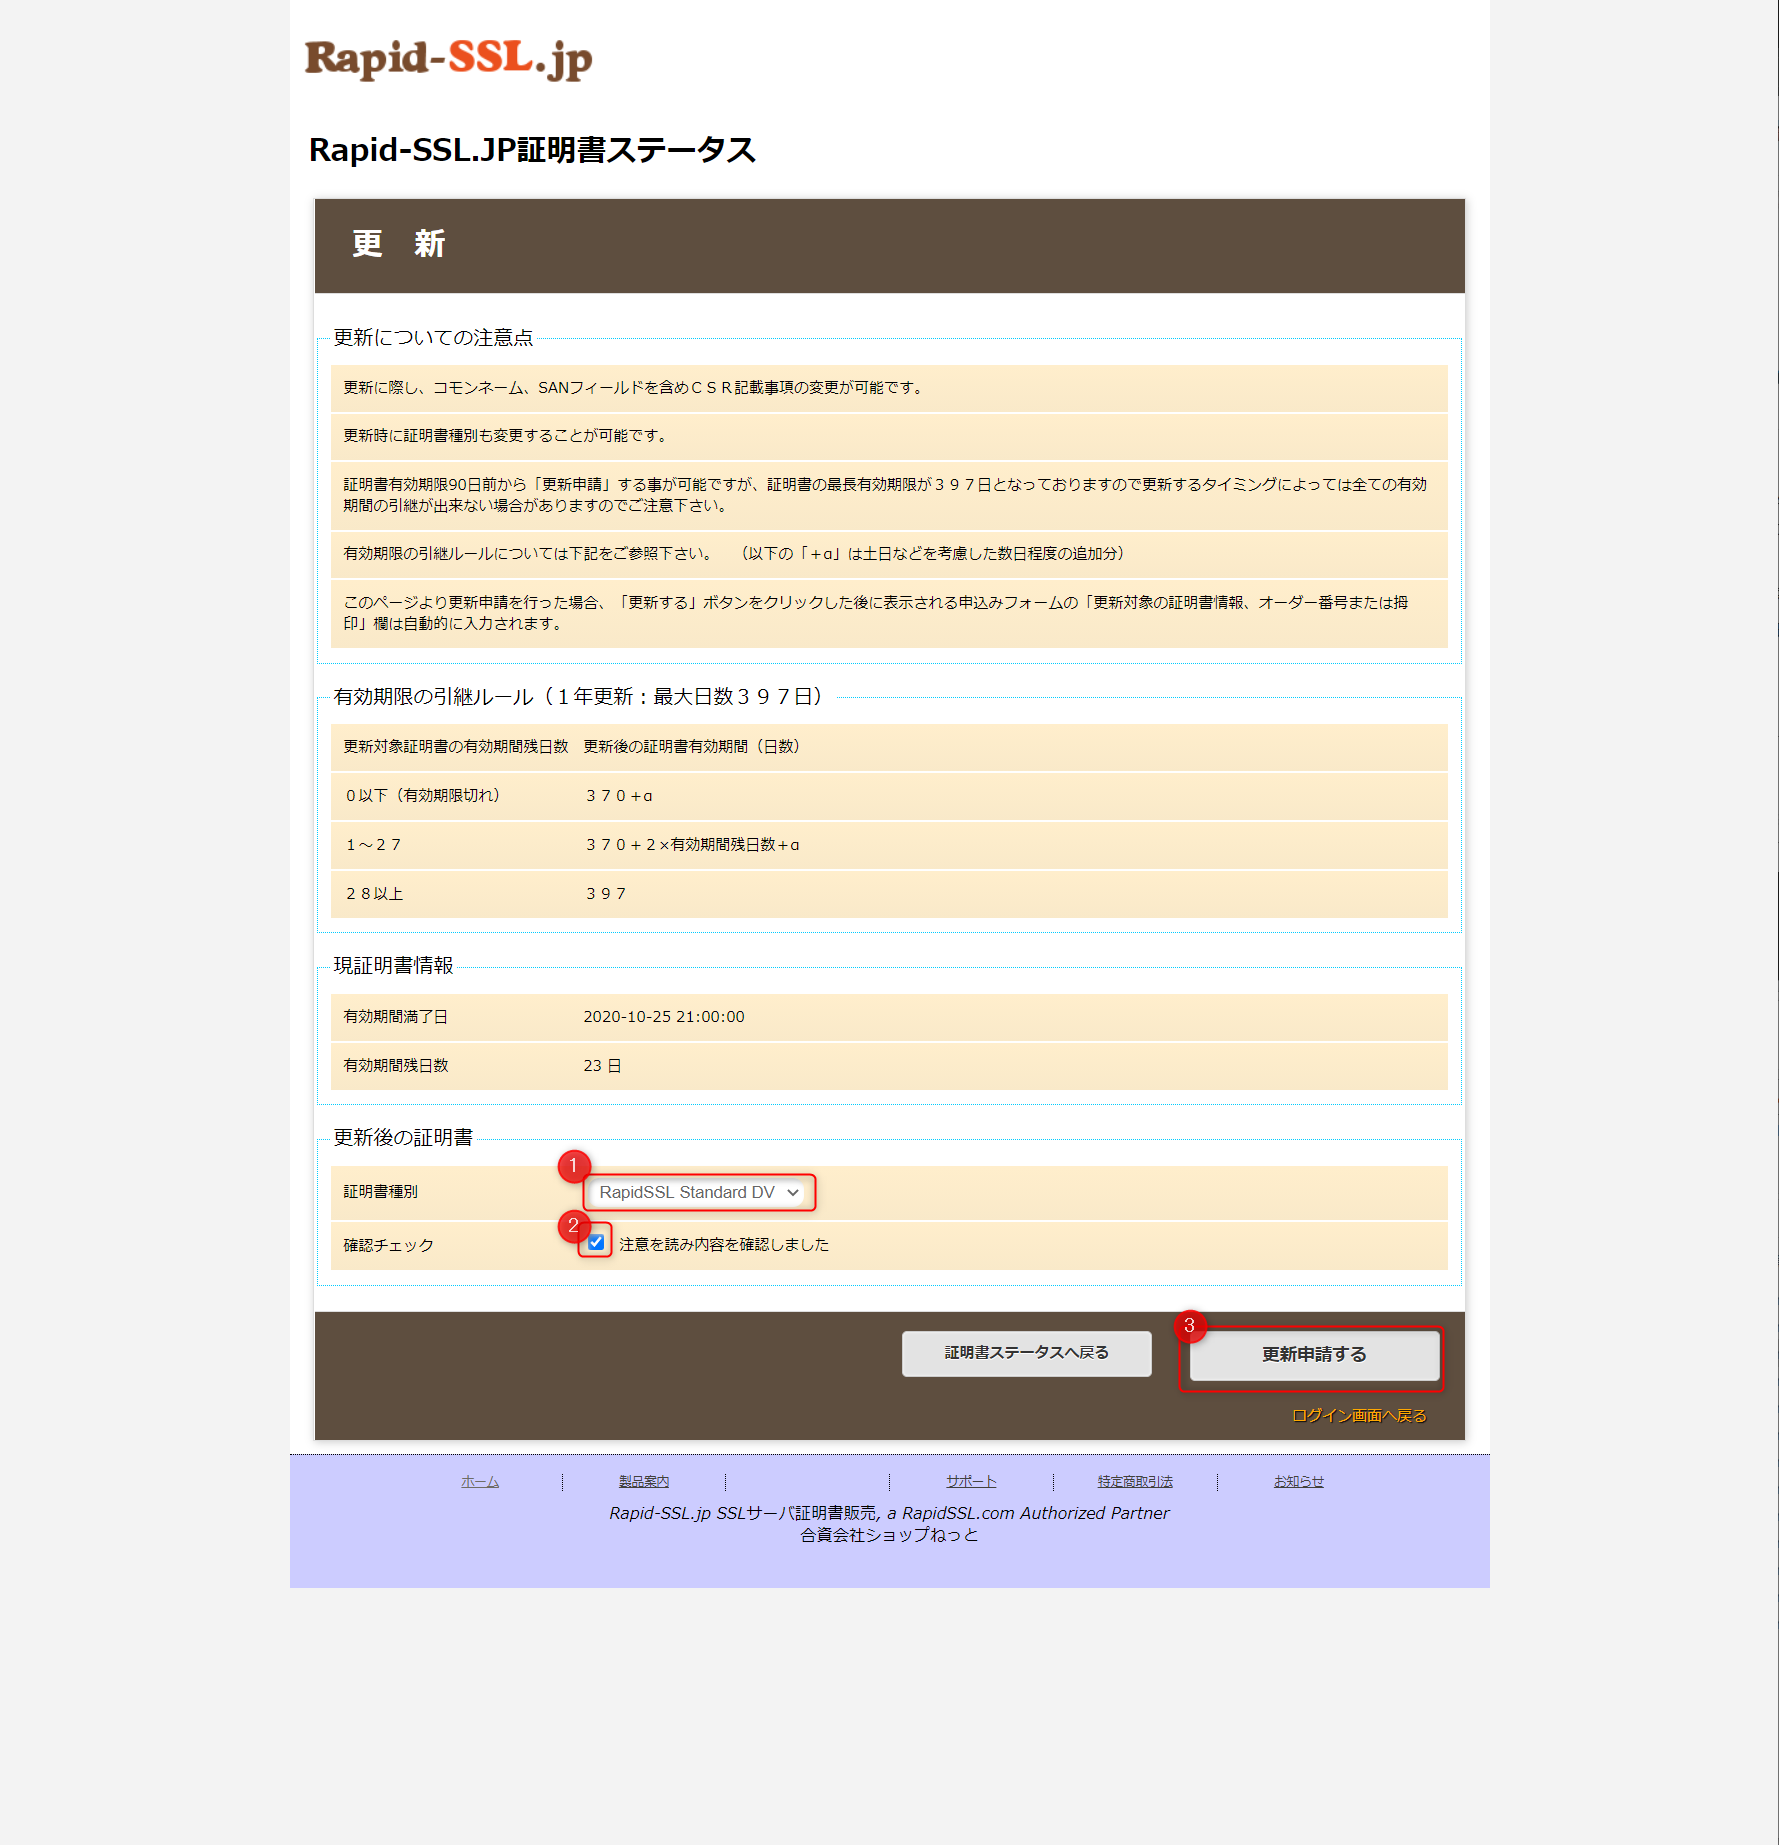 Rapid-SSL.jp
Rapid-SSL.JP証明書ステータス
更　新
更新についての注意点
更新に際し、コモンネーム、SANフィールドを含めＣＳＲ記載事項の変更が可能です。
更新時に証明書種別も変更することが可能です。
証明書有効期限90日前から「更新申請」する事が可能ですが、証明書の最長有効期限が３９７日となっておりますので更新するタイミングによっては全ての有効
期間の引継が出来ない場合がありますのでご注意下さい。
有効期限の引継ルールについては下記をご参照下さい。　（以下の「＋α」は土日などを考慮した数日程度の追加分）
このページより更新申請を行った場合、「更新する」ボタンをクリックした後に表示される申込みフォームの「更新対象の証明書情報、オーダー番号または拇
印」欄は自動的に入力されます。
有効期限の引継ルール（１年更新：最大日数３９７日）
更新対象証明書の有効期間残日数　更新後の証明書有効期間（日数）
０以下（有効期限切れ）　３７０＋α
１～２７　３７０＋２×有効期間残日数＋α
２８以上　３９７
現証明書情報
有効期間満了日　2020-10-25 21:00:00
有効期間残日数　23 日
更新後の証明書
1
証明書種別　RapidSSL Standard DV
2
確認チェック　注意を読み内容を確認しました
3
証明書ステータスへ戻る　更新申請する
ログイン画面へ戻る
ホーム　製品案内　サポート　特定商取引法　お知らせ
Rapid-SSL.jp SSLサーバ証明書販売, a RapidSSL.com Authorized Partner
合資会社ショップねっと